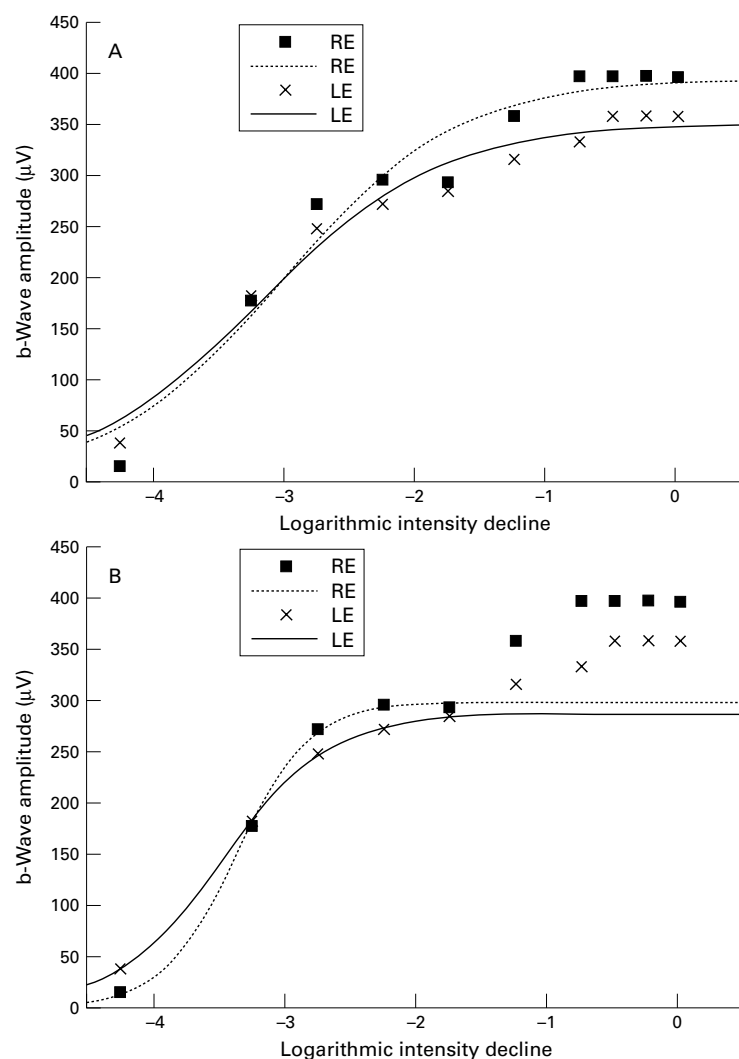 A
RE
RE
LE
LE
450
400
350
300
250
200
150
100
50
0
b-Wave amplitude (μV)
–4 –3 –2 –1 0
Logarithmic intensity decline
B
RE
RE
LE
LE
450
400
350
300
250
200
150
100
50
0
b-Wave amplitude (μV)
–4 –3 –2 –1 0
Logarithmic intensity decline